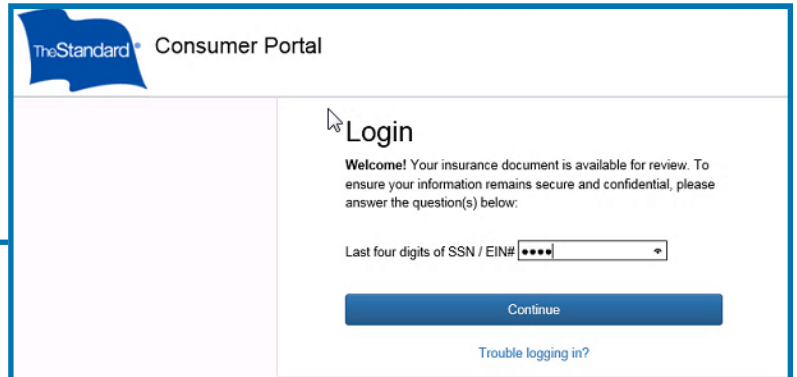 TheStandard®
Consumer Portal
Login
Welcome! Your insurance document is available for review. To
ensure your information remains secure and confidential, please
answer the question(s) below:
Last four digits of SSN / EIN# ••••
Continue
Trouble logging in?